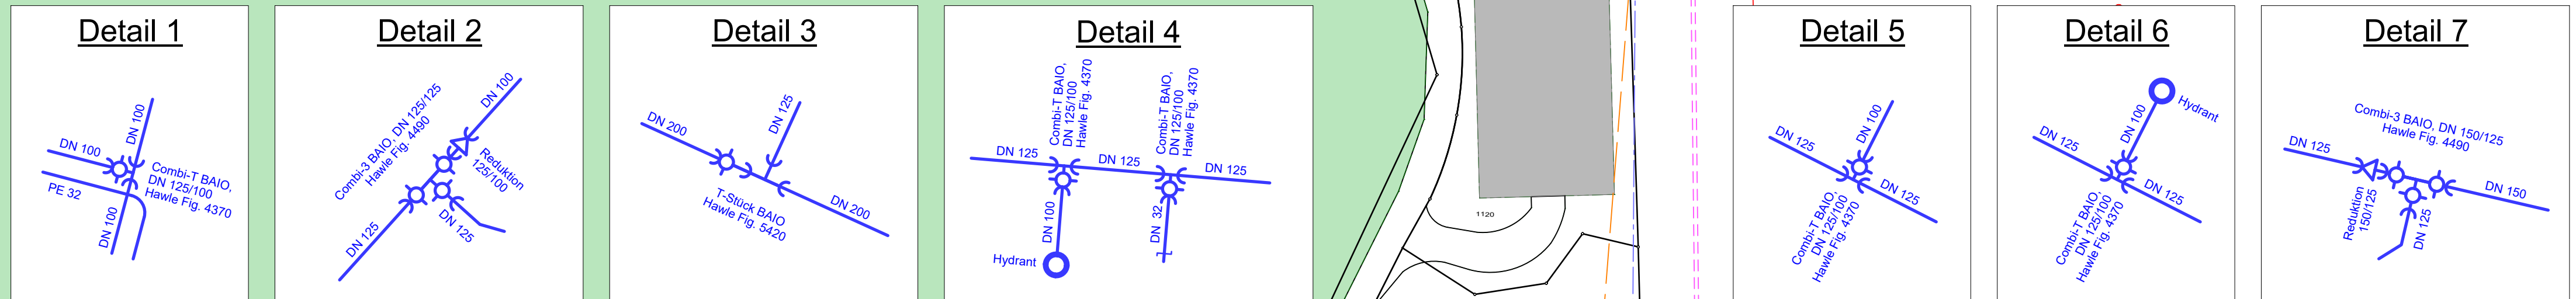 Detail 1
DN 100
DN 100
PE 32
DN 100
Combi-T BAIO,
DN 125/100
Hawle Fig. 4370
Detail 2
Combi-3 BAIO, DN 125/125
Hawle Fig. 4490
DN 100
Reduktion
125/100
DN 125
DN 125
Detail 3
DN 200
DN 125
T-Stück BAIO
Hawle Fig. 5420
DN 200
Detail 4
Combi-T BAIO,
DN 125/100
Hawle Fig. 4370
Combi-T BAIO,
DN 125/100
Hawle Fig. 4370
DN 125
DN 125
DN 125
DN 100
DN 32
Hydrant
1120
Detail 5
DN 125
DN 100
DN 125
Combi-T BAIO,
DN 125/100
Hawle Fig. 4370
Detail 6
Hydrant
DN 100
DN 125
DN 125
Combi-T BAIO,
DN 125/100
Hawle Fig. 4370
Detail 7
Combi-3 BAIO, DN 150/125
Hawle Fig. 4490
DN 125
DN 150
Reduktion
150/125
DN 125